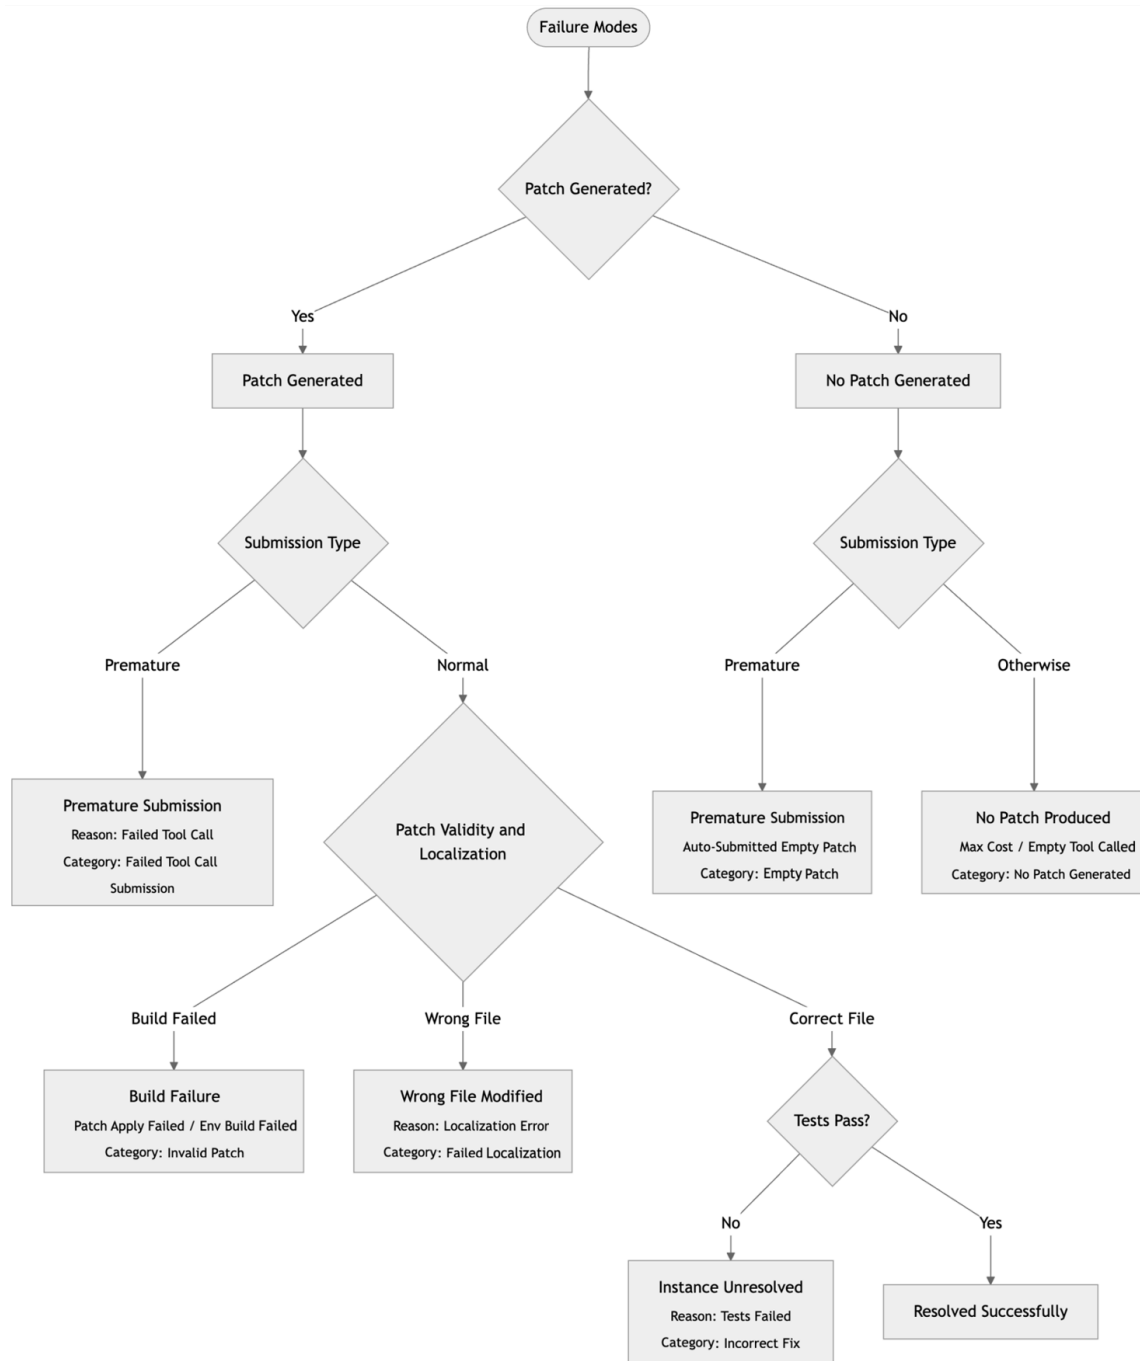 Failure Modes
Patch Generated?
Yes
No
Patch Generated
No Patch Generated
Submission Type
Submission Type
Premature
Normal
Premature
Otherwise
Premature Submission
Reason: Failed Tool Call
Category: Failed Tool Call
Submission
Patch Validity and
Localization
Premature Submission
Auto-Submitted Empty Patch
Category: Empty Patch
No Patch Produced
Max Cost / Empty Tool Called
Category: No Patch Generated
Build Failed
Wrong File
Correct File
Build Failure
Patch Apply Failed / Env Build Failed
Category: Invalid Patch
Wrong File Modified
Reason: Localization Error
Category: Failed Localization
Tests Pass?
No
Yes
Instance Unresolved
Reason: Tests Failed
Category: Incorrect Fix
Resolved Successfully